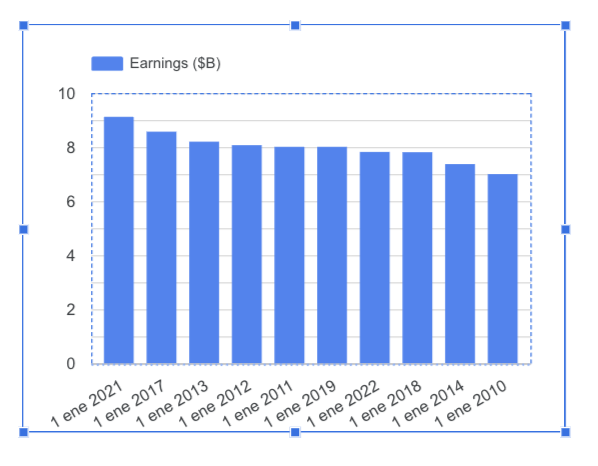 Earnings ($B)
10
8
6
4
2
0
1 ene 2021
1 ene 2017
1 ene 2013
1 ene 2012
1 ene 2011
1 ene 2019
1 ene 2022
1 ene 2018
1 ene 2014
1 ene 2010